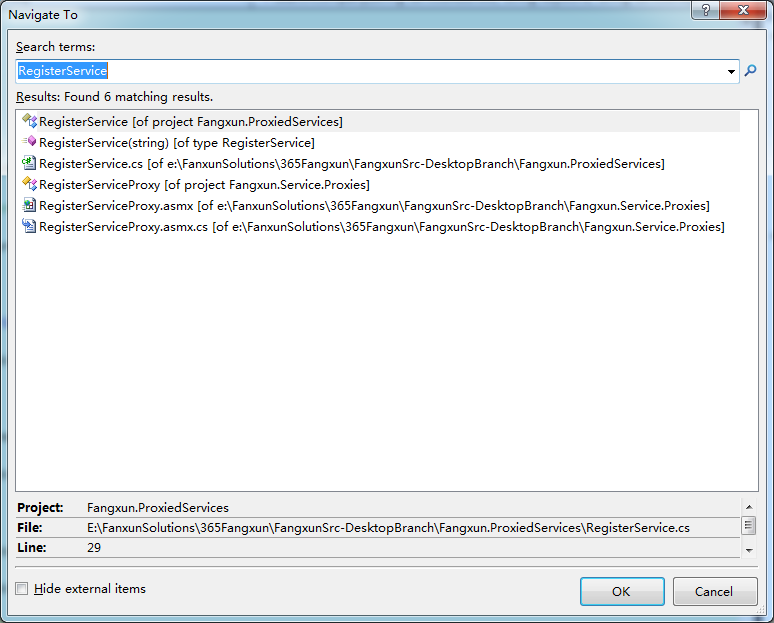 Navigate To
Search terms:
RegisterService
Results: Found 6 matching results.
RegisterService [of project Fangxun.ProxiedServices]
RegisterService(string) [of type RegisterService]
RegisterService.cs [of e:\FanxunSolutions\365Fangxun\FangxunSrc-DesktopBranch\Fangxun.ProxiedServices]
RegisterServiceProxy [of project Fangxun.Service.Proxies]
RegisterServiceProxy.asmx [of e:\FanxunSolutions\365Fangxun\FangxunSrc-DesktopBranch\Fangxun.Service.Proxies]
RegisterServiceProxy.asmx.cs [of e:\FanxunSolutions\365Fangxun\FangxunSrc-DesktopBranch\Fangxun.Service.Proxies]
Project: Fangxun.ProxiedServices
File: E:\FanxunSolutions\365Fangxun\FangxunSrc-DesktopBranch\Fangxun.ProxiedServices\RegisterService.cs
Line: 29
Hide external items
OK Cancel